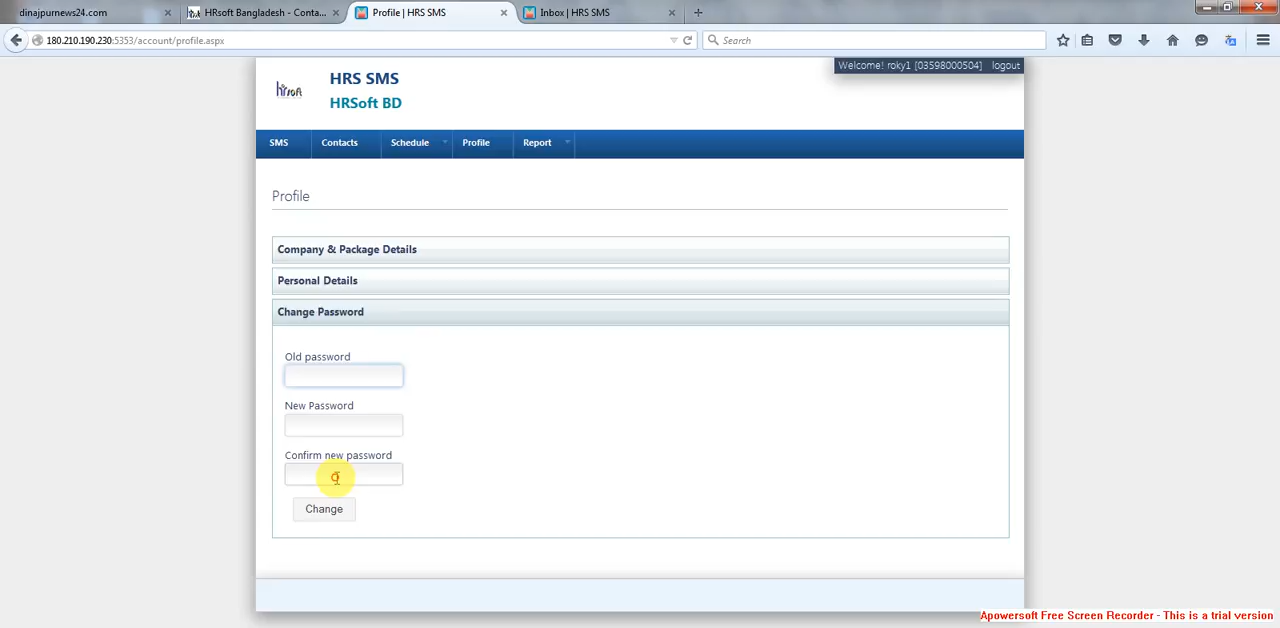 dinajpurnews24.com
HRsoft Bangladesh - Conta...
Profile | HRS SMS
Inbox | HRS SMS
180.210.190.230:5353/account/profile.aspx
Search
Welcome! roky1 [03598000504] logout
hrsoft
HRS SMS
HRSoft BD
SMS Contacts Schedule Profile Report
Profile
Company & Package Details
Personal Details
Change Password
Old password
New Password
Confirm new password
Change
Apowersoft Free Screen Recorder - This is a trial version